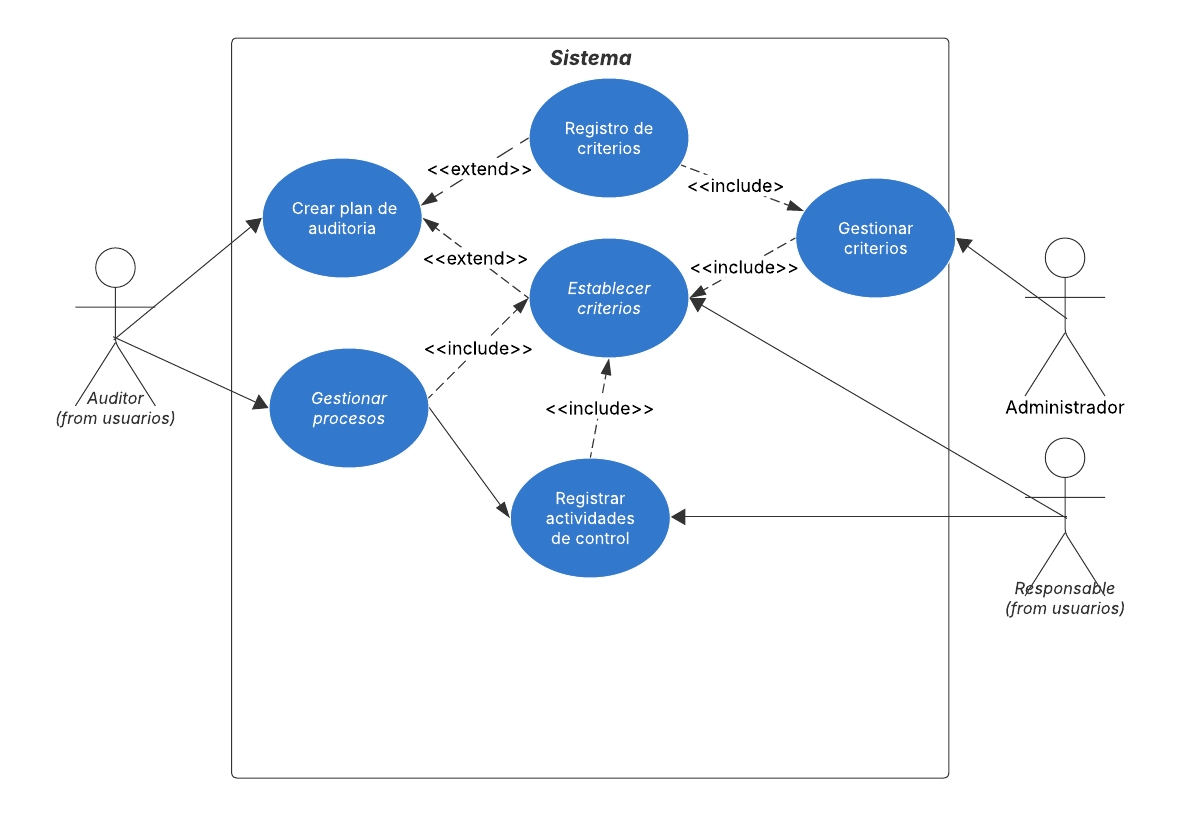 Sistema
Registro de
criterios
<<extend>>
<<include>
Crear plan de
auditoria
Gestionar
criterios
<<extend>>
<<include>>
Establecer
criterios
<<include>>
Gestionar
procesos
<<include>>
Auditor
(from usuarios)
Administrador
Registrar
actividades
de control
Responsable
(from usuarios)